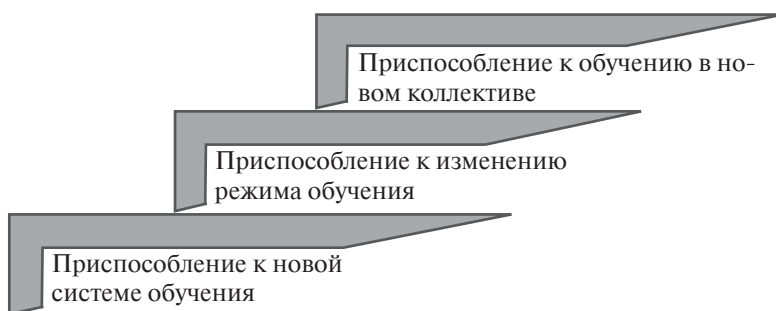 Приспособление к обучению в но-
вом коллективе
Приспособление к изменению
режима обучения
Приспособление к новой
системе обучения